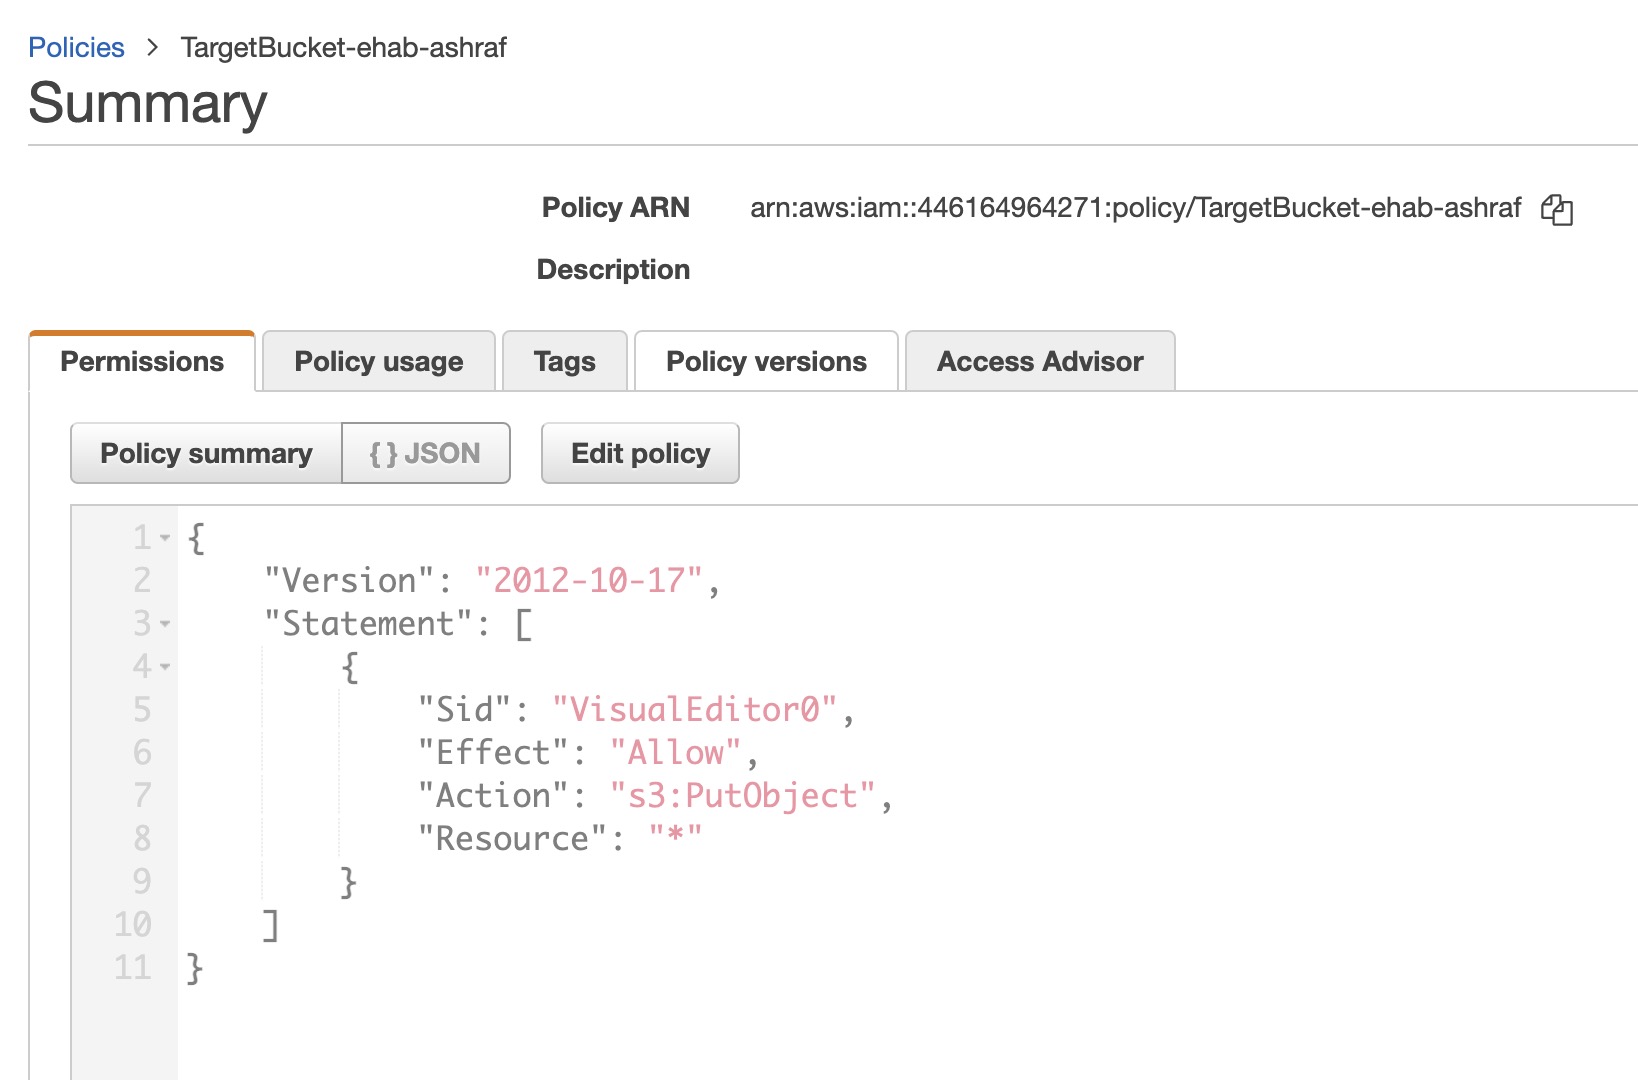 Policies > TargetBucket-ehab-ashraf
Summary
Policy ARN arn:aws:iam::446164964271:policy/TargetBucket-ehab-ashraf
Description
Permissions Policy usage Tags Policy versions Access Advisor
Policy summary { } JSON Edit policy
1 {
2 "Version": "2012-10-17",
3 "Statement": [
4 {
5 "Sid": "VisualEditor0",
6 "Effect": "Allow",
7 "Action": "s3:PutObject",
8 "Resource": "*"
9 }
10 ]
11 }